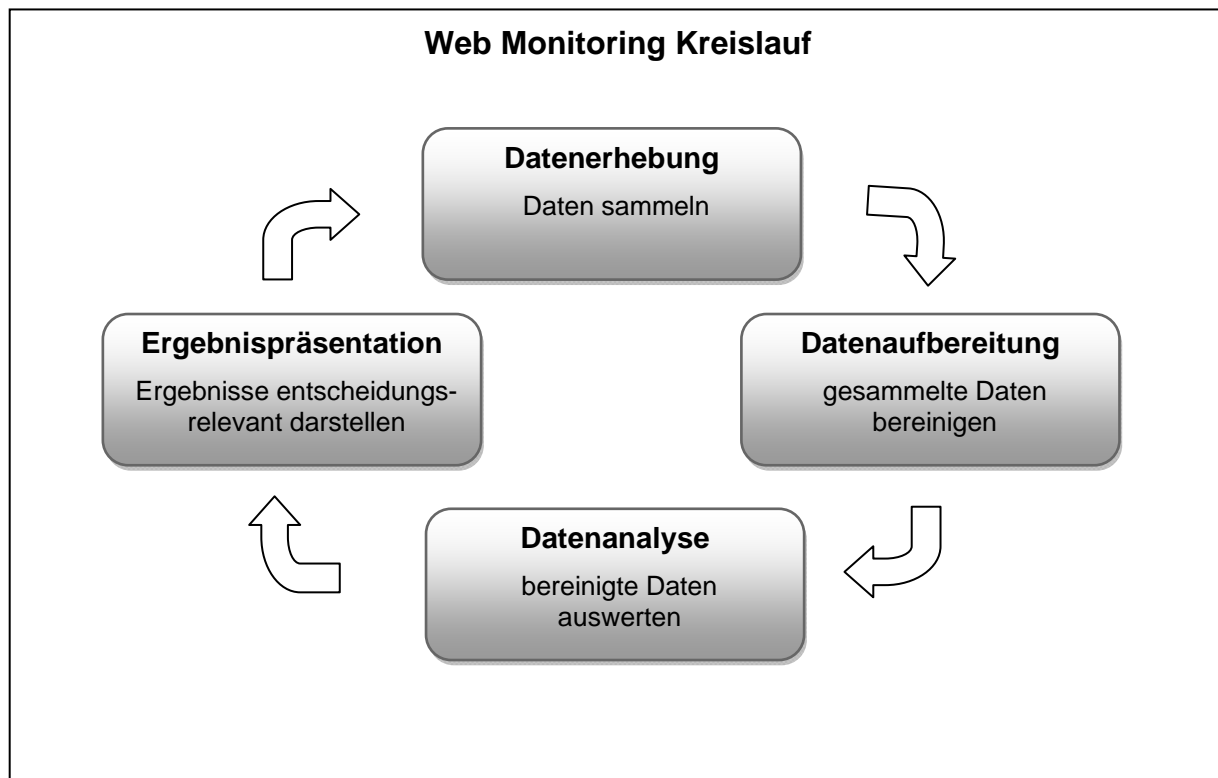 Web Monitoring Kreislauf
Datenerhebung
Daten sammeln
Datenaufbereitung
gesammelte Daten
bereinigen
Datenanalyse
bereinigte Daten
auswerten
Ergebnispräsentation
Ergebnisse entscheidungs-
relevant darstellen